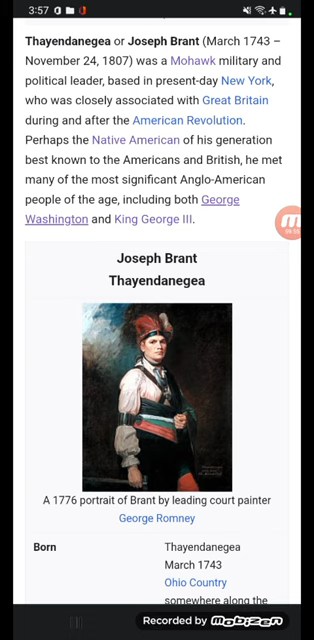 3:57
Thayendanegea or Joseph Brant (March 1743 –
November 24, 1807) was a Mohawk military and
political leader, based in present-day New York,
who was closely associated with Great Britain
during and after the American Revolution.
Perhaps the Native American of his generation
best known to the Americans and British, he met
many of the most significant Anglo-American
people of the age, including both George
Washington and King George III.
Joseph Brant
Thayendanegea
A 1776 portrait of Brant by leading court painter
George Romney
Born
Thayendanegea
March 1743
Ohio Country
somewhere along the
Recorded by Mobizen